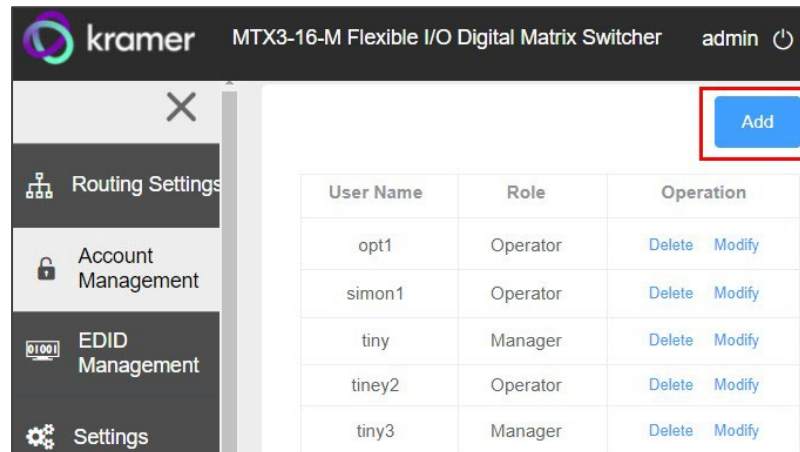 kramer MTX3-16-M Flexible I/O Digital Matrix Switcher admin
Add
Routing Settings
Account
Management
01001 EDID
Management
Settings
User Name Role Operation
opt1 Operator Delete Modify
simon1 Operator Delete Modify
tiny Manager Delete Modify
tiney2 Operator Delete Modify
tiny3 Manager Delete Modify